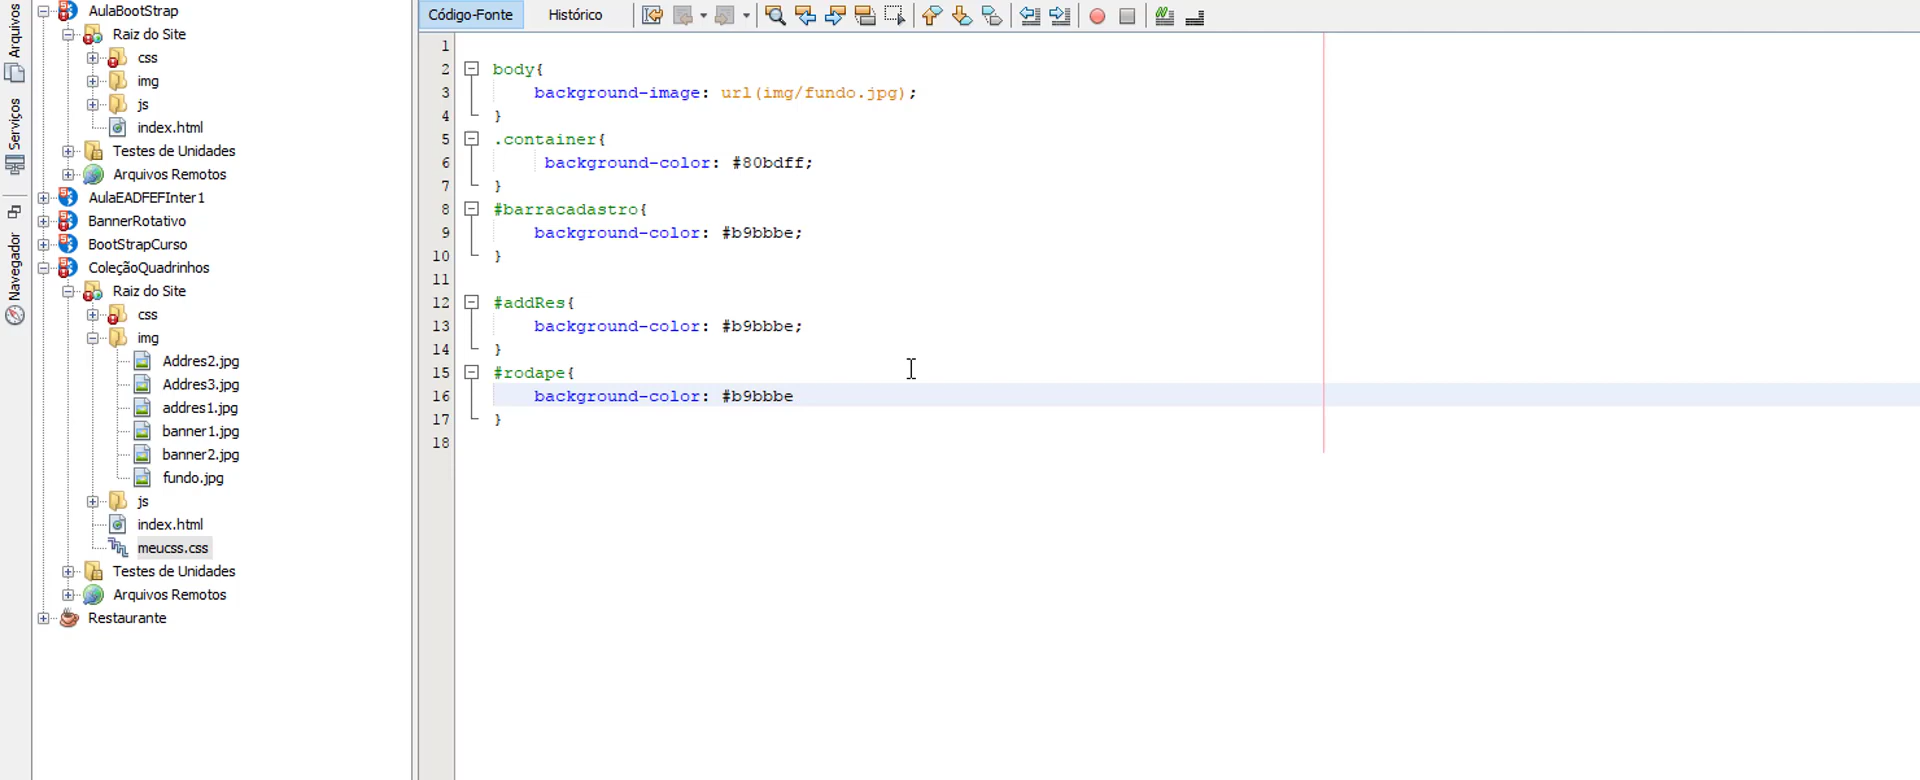 Arquivos
Serviços
Navegador
AulaBootStrap
Raiz do Site
css
img
js
index.html
Testes de Unidades
Arquivos Remotos
AulaEADFEFInter1
BannerRotativo
BootStrapCurso
ColeçãoQuadrinhos
Raiz do Site
css
img
Addres2.jpg
Addres3.jpg
addres1.jpg
banner1.jpg
banner2.jpg
fundo.jpg
js
index.html
meucss.css
Testes de Unidades
Arquivos Remotos
Restaurante
Código-Fonte Histórico
1
2 body{
3 background-image: url(img/fundo.jpg);
4 }
5 .container{
6 background-color: #80bdff;
7 }
8 #barracadastro{
9 background-color: #b9bbbe;
10 }
11
12 #addRes{
13 background-color: #b9bbbe;
14 }
15 #rodape{
16 background-color: #b9bbbe
17 }
18